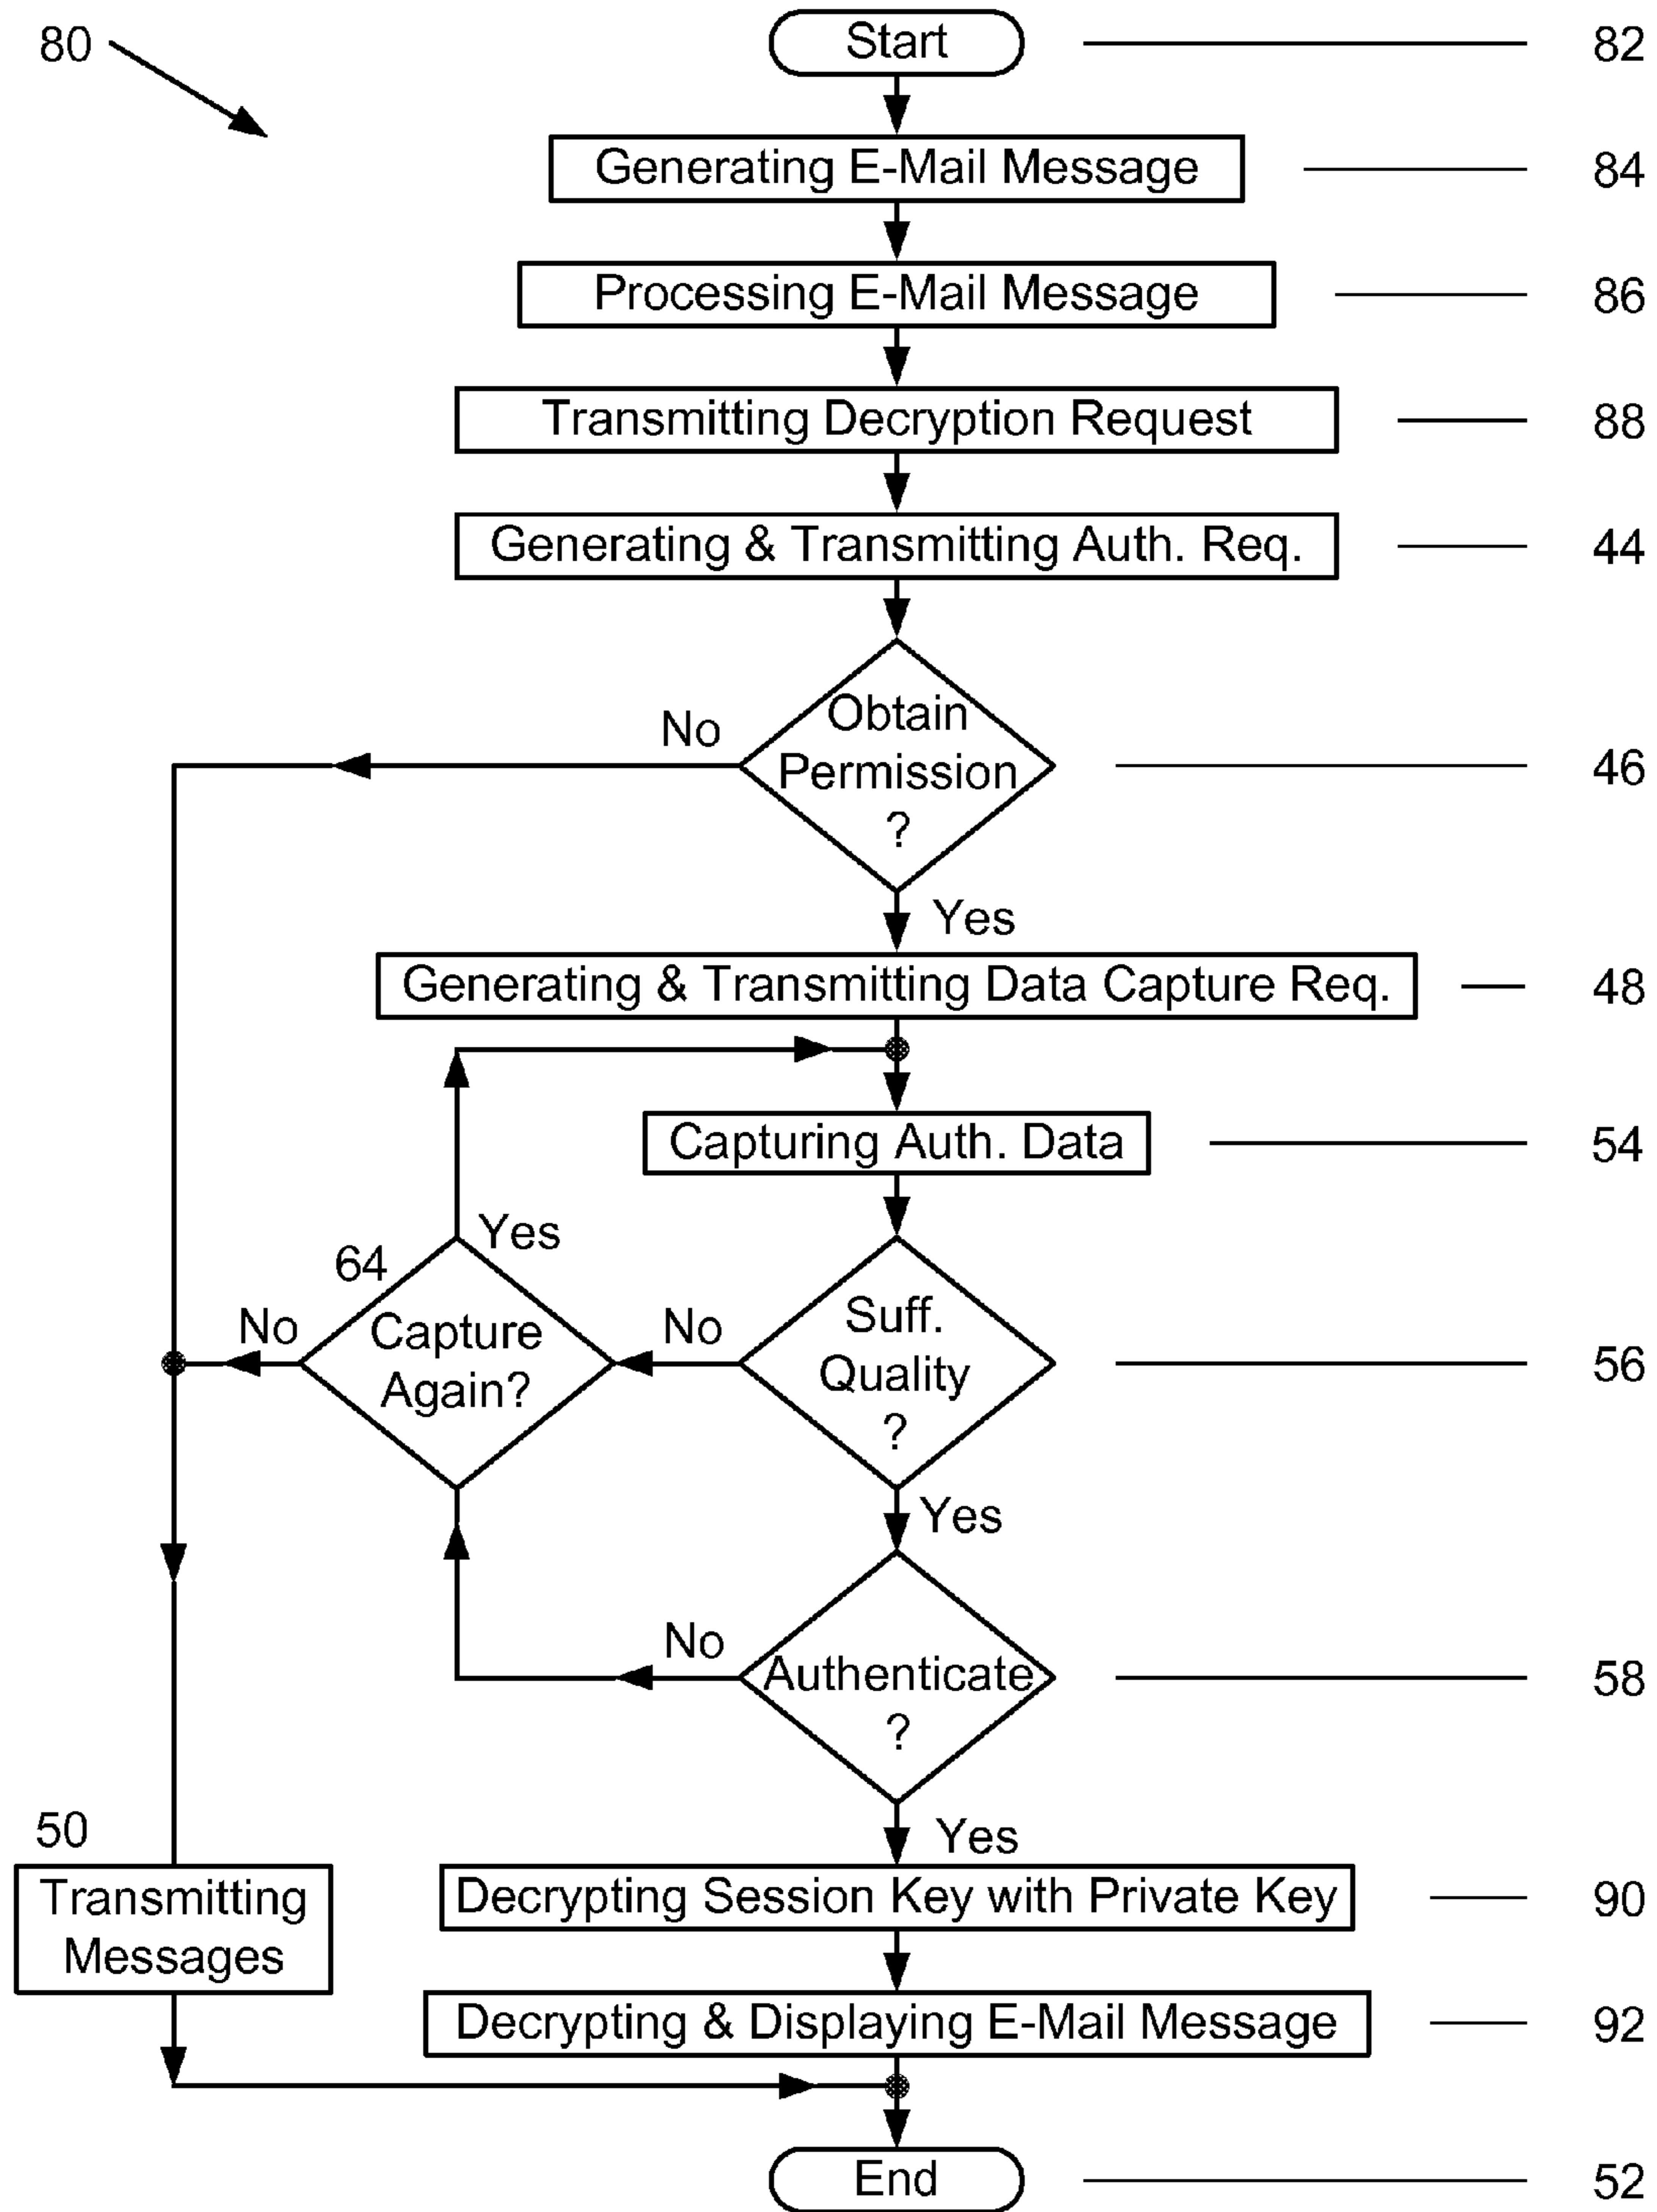 80
Start
82
Generating E-Mail Message
84
Processing E-Mail Message
86
Transmitting Decryption Request
88
Generating & Transmitting Auth. Req.
44
No
Obtain
Permission
?
46
Yes
Generating & Transmitting Data Capture Req.
48
Capturing Auth. Data
54
Yes
64
No
Capture
Again?
No
Suff.
Quality
?
56
Yes
No
Authenticate
?
58
Yes
50
Transmitting
Messages
Decrypting Session Key with Private Key
90
Decrypting & Displaying E-Mail Message
92
End
52